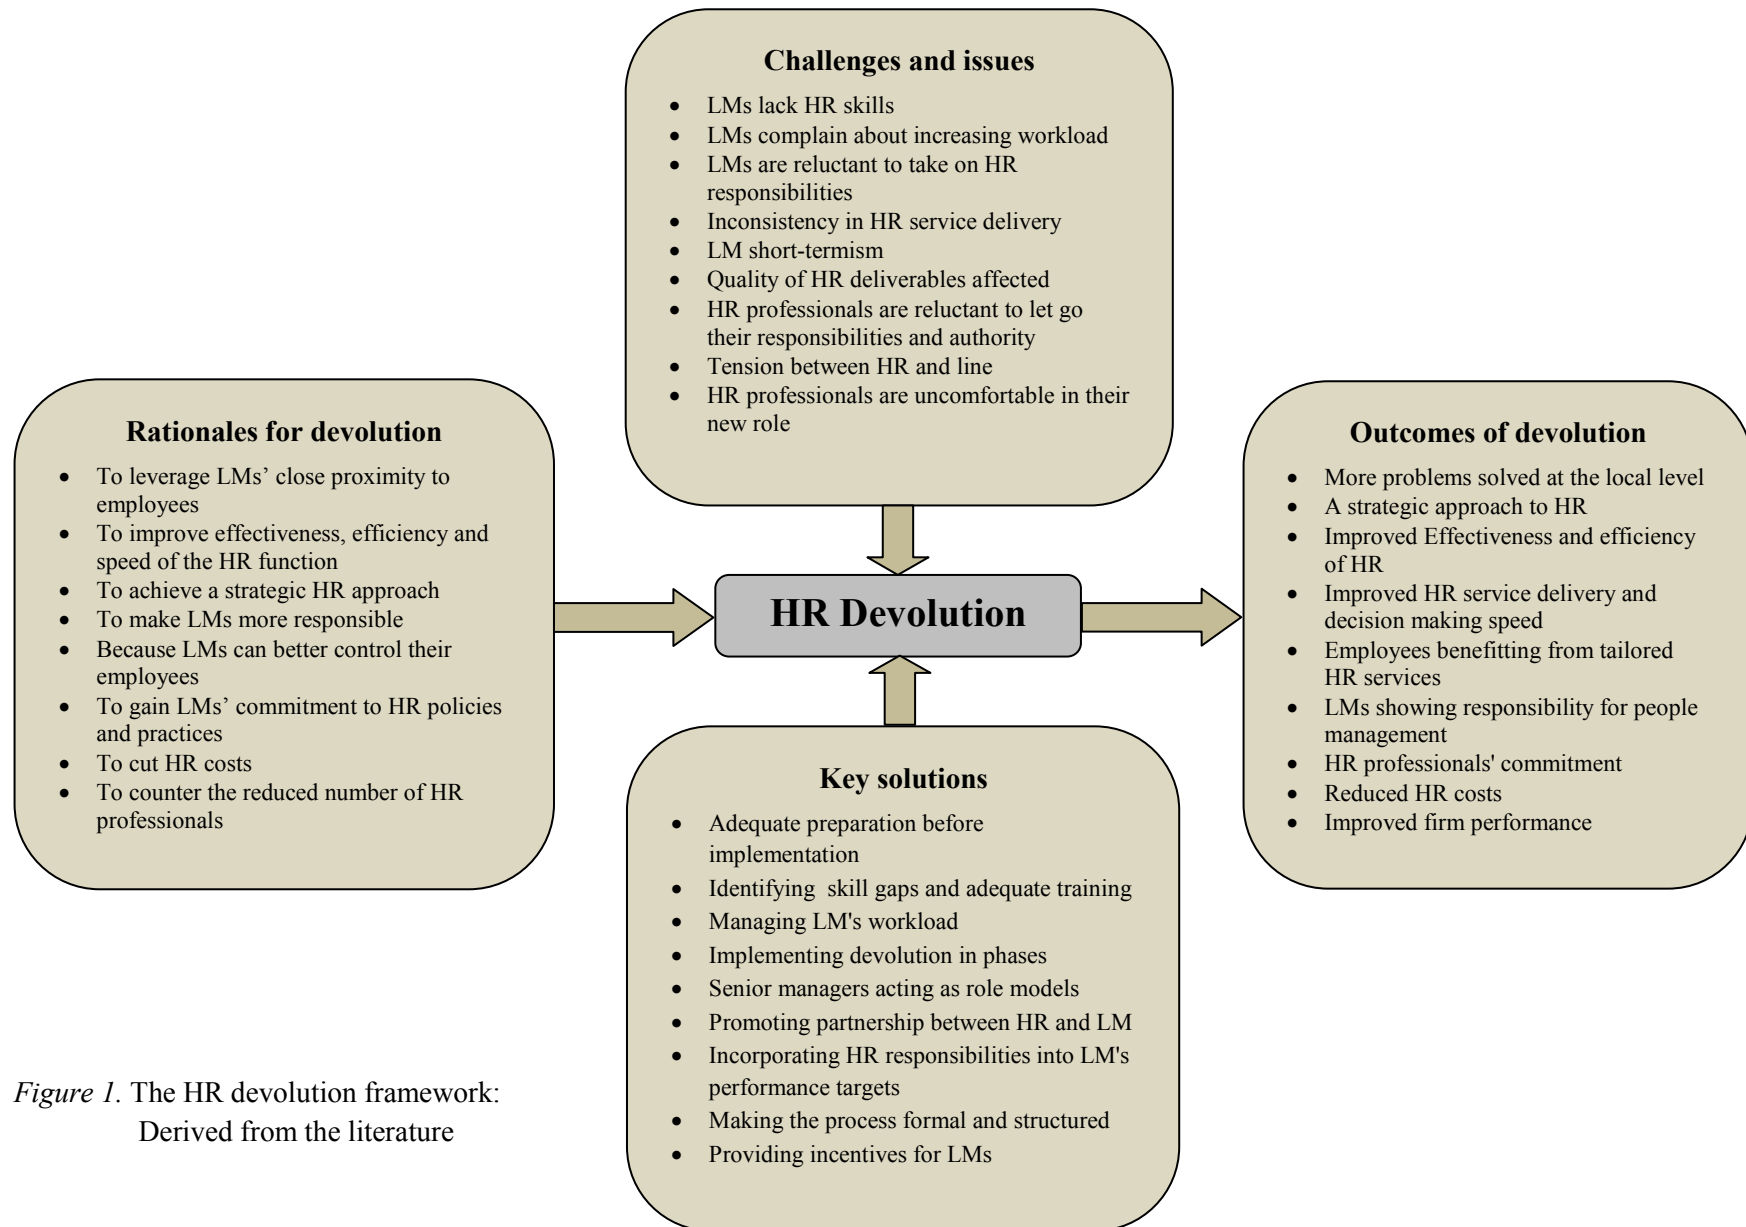 Challenges and issues
• LMs lack HR skills
• LMs complain about increasing workload
• LMs are reluctant to take on HR
responsibilities
• Inconsistency in HR service delivery
• LM short-termism
• Quality of HR deliverables affected
• HR professionals are reluctant to let go
their responsibilities and authority
• Tension between HR and line
• HR professionals are uncomfortable in their
new role
Rationales for devolution
• To leverage LMs’ close proximity to
employees
• To improve effectiveness, efficiency and
speed of the HR function
• To achieve a strategic HR approach
• To make LMs more responsible
• Because LMs can better control their
employees
• To gain LMs’ commitment to HR policies
and practices
• To cut HR costs
• To counter the reduced number of HR
professionals
HR Devolution
Outcomes of devolution
• More problems solved at the local level
• A strategic approach to HR
• Improved Effectiveness and efficiency
of HR
• Improved HR service delivery and
decision making speed
• Employees benefitting from tailored
HR services
• LMs showing responsibility for people
management
• HR professionals' commitment
• Reduced HR costs
• Improved firm performance
Key solutions
• Adequate preparation before
implementation
• Identifying  skill gaps and adequate training
• Managing LM's workload
• Implementing devolution in phases
• Senior managers acting as role models
• Promoting partnership between HR and LM
• Incorporating HR responsibilities into LM's
performance targets
• Making the process formal and structured
• Providing incentives for LMs
Figure 1. The HR devolution framework:
Derived from the literature